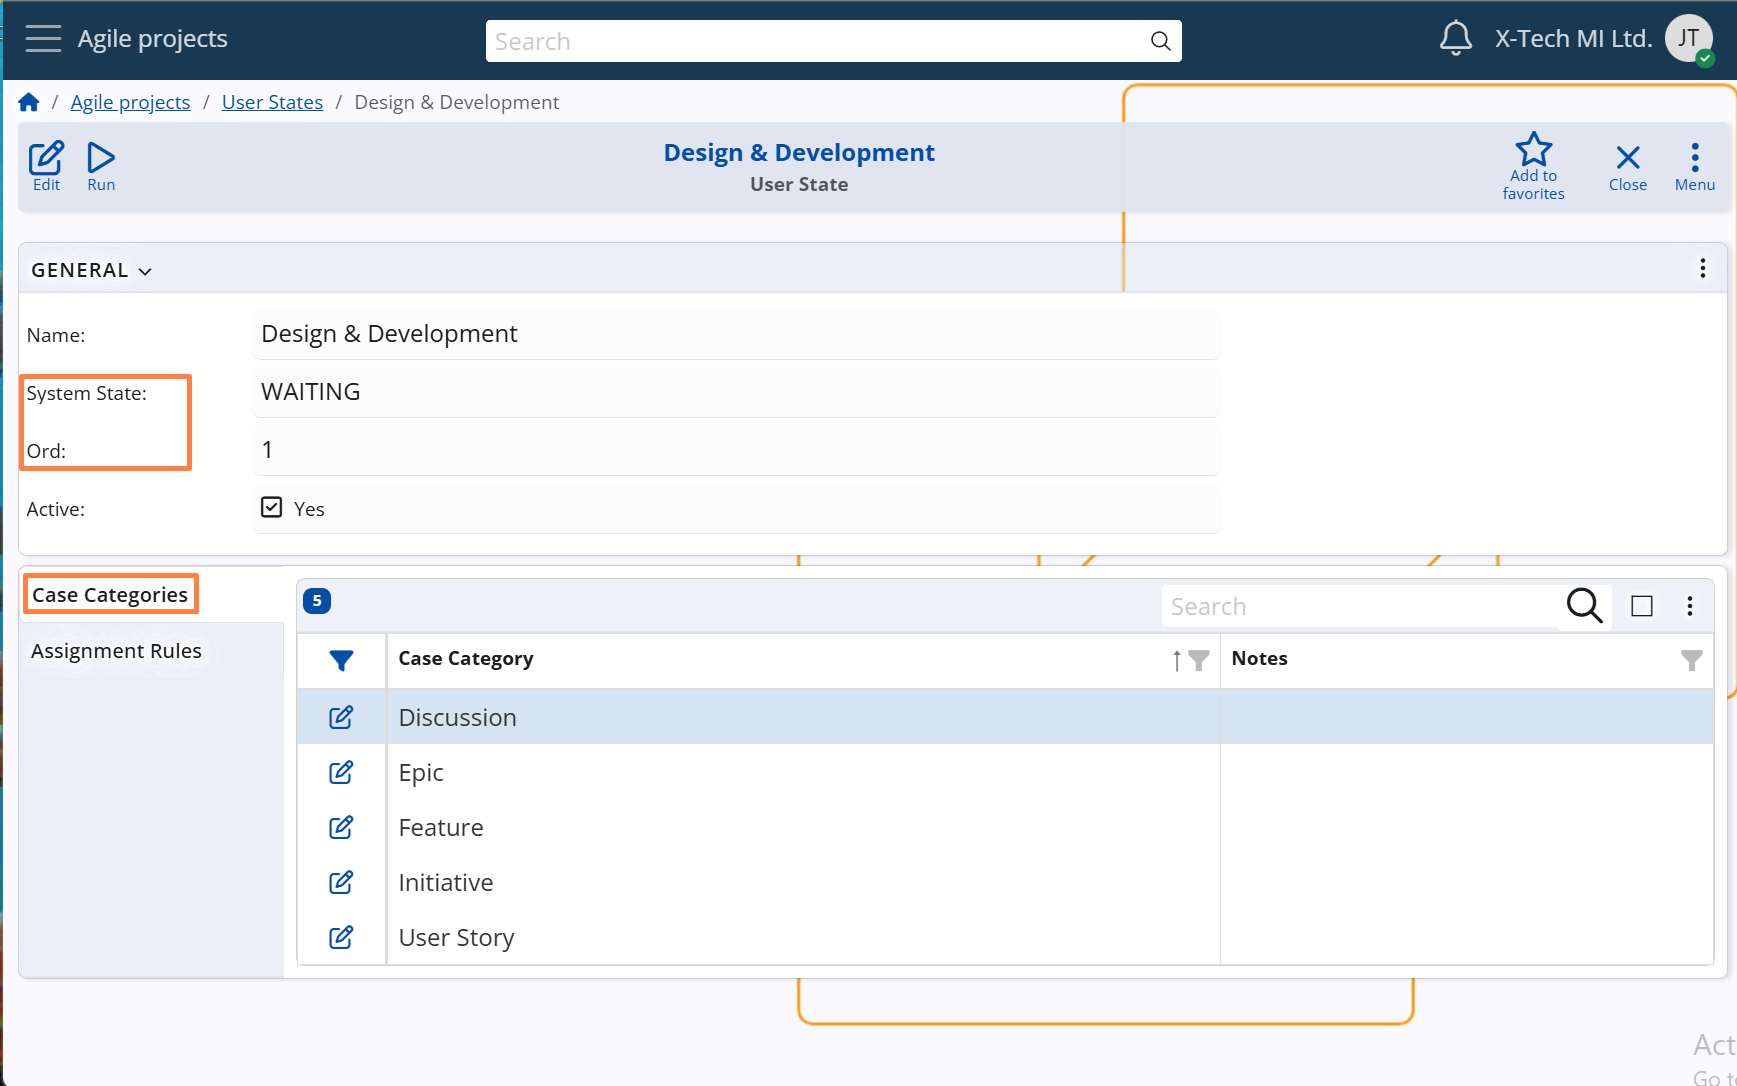 Agile projects
Search
X-Tech MI Ltd.
JT
/ Agile projects / User States / Design & Development
Edit
Run
Design & Development
User State
Add to
favorites
Close
Menu
GENERAL
Name:
Design & Development
System State:
WAITING
Ord:
1
Active:
Yes
Case Categories
Assignment Rules
5
Search
Case Category
Notes
Discussion
Epic
Feature
Initiative
User Story
Act
Go to